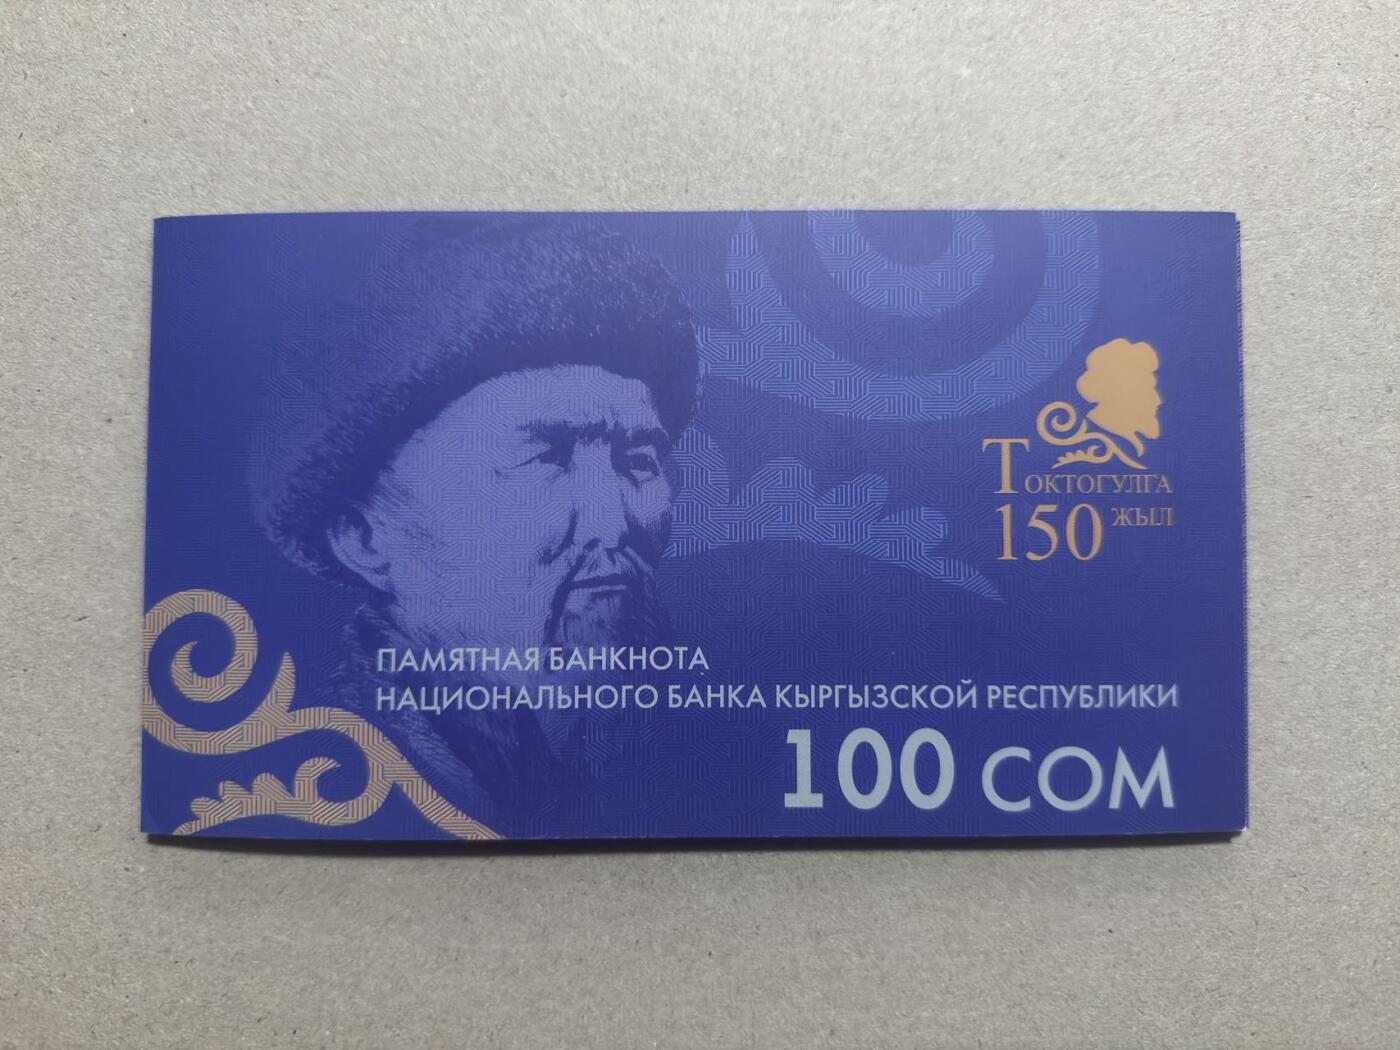 ТОКТОГУЛГА
150 ЖЫЛ
ПАМЯТНАЯ БАНКНОТА
НАЦИОНАЛЬНОГО БАНКА КЫРГЫЗСКОЙ РЕСПУБЛИКИ
100 СОМ